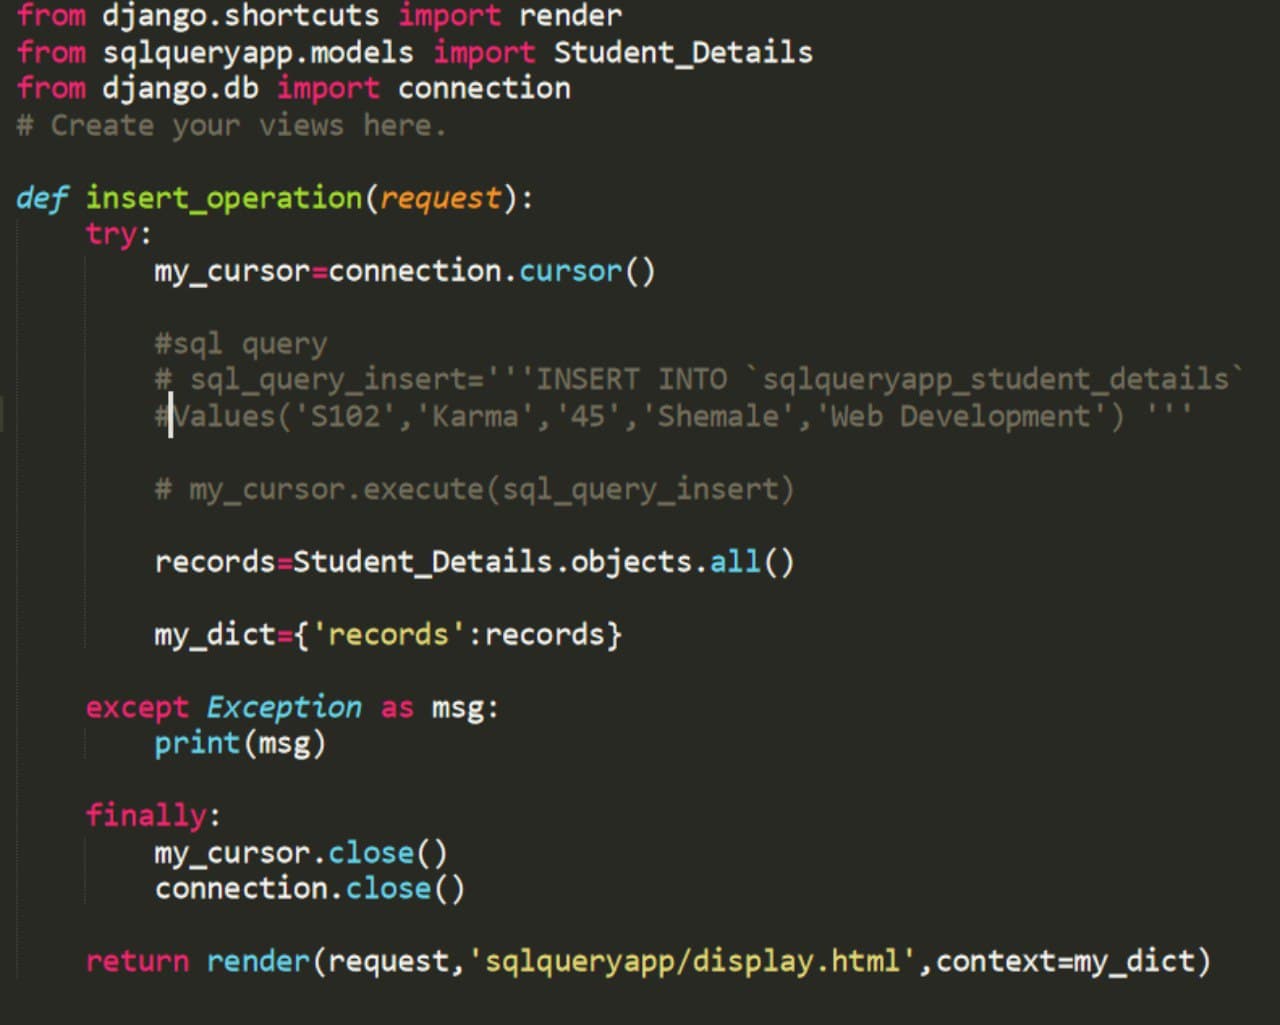 from django.shortcuts import render
from sqlqueryapp.models import Student_Details
from django.db import connection
# Create your views here.
def insert_operation(request):
try:
my_cursor=connection.cursor()
#sql query
# sql_query_insert='''INSERT INTO `sqlqueryapp_student_details`
#Values('S102','Karma','45','Shemale','Web Development') '''
# my_cursor.execute(sql_query_insert)
records=Student_Details.objects.all()
my_dict={'records':records}
except Exception as msg:
print(msg)
finally:
my_cursor.close()
connection.close()
return render(request,'sqlqueryapp/display.html',context=my_dict)